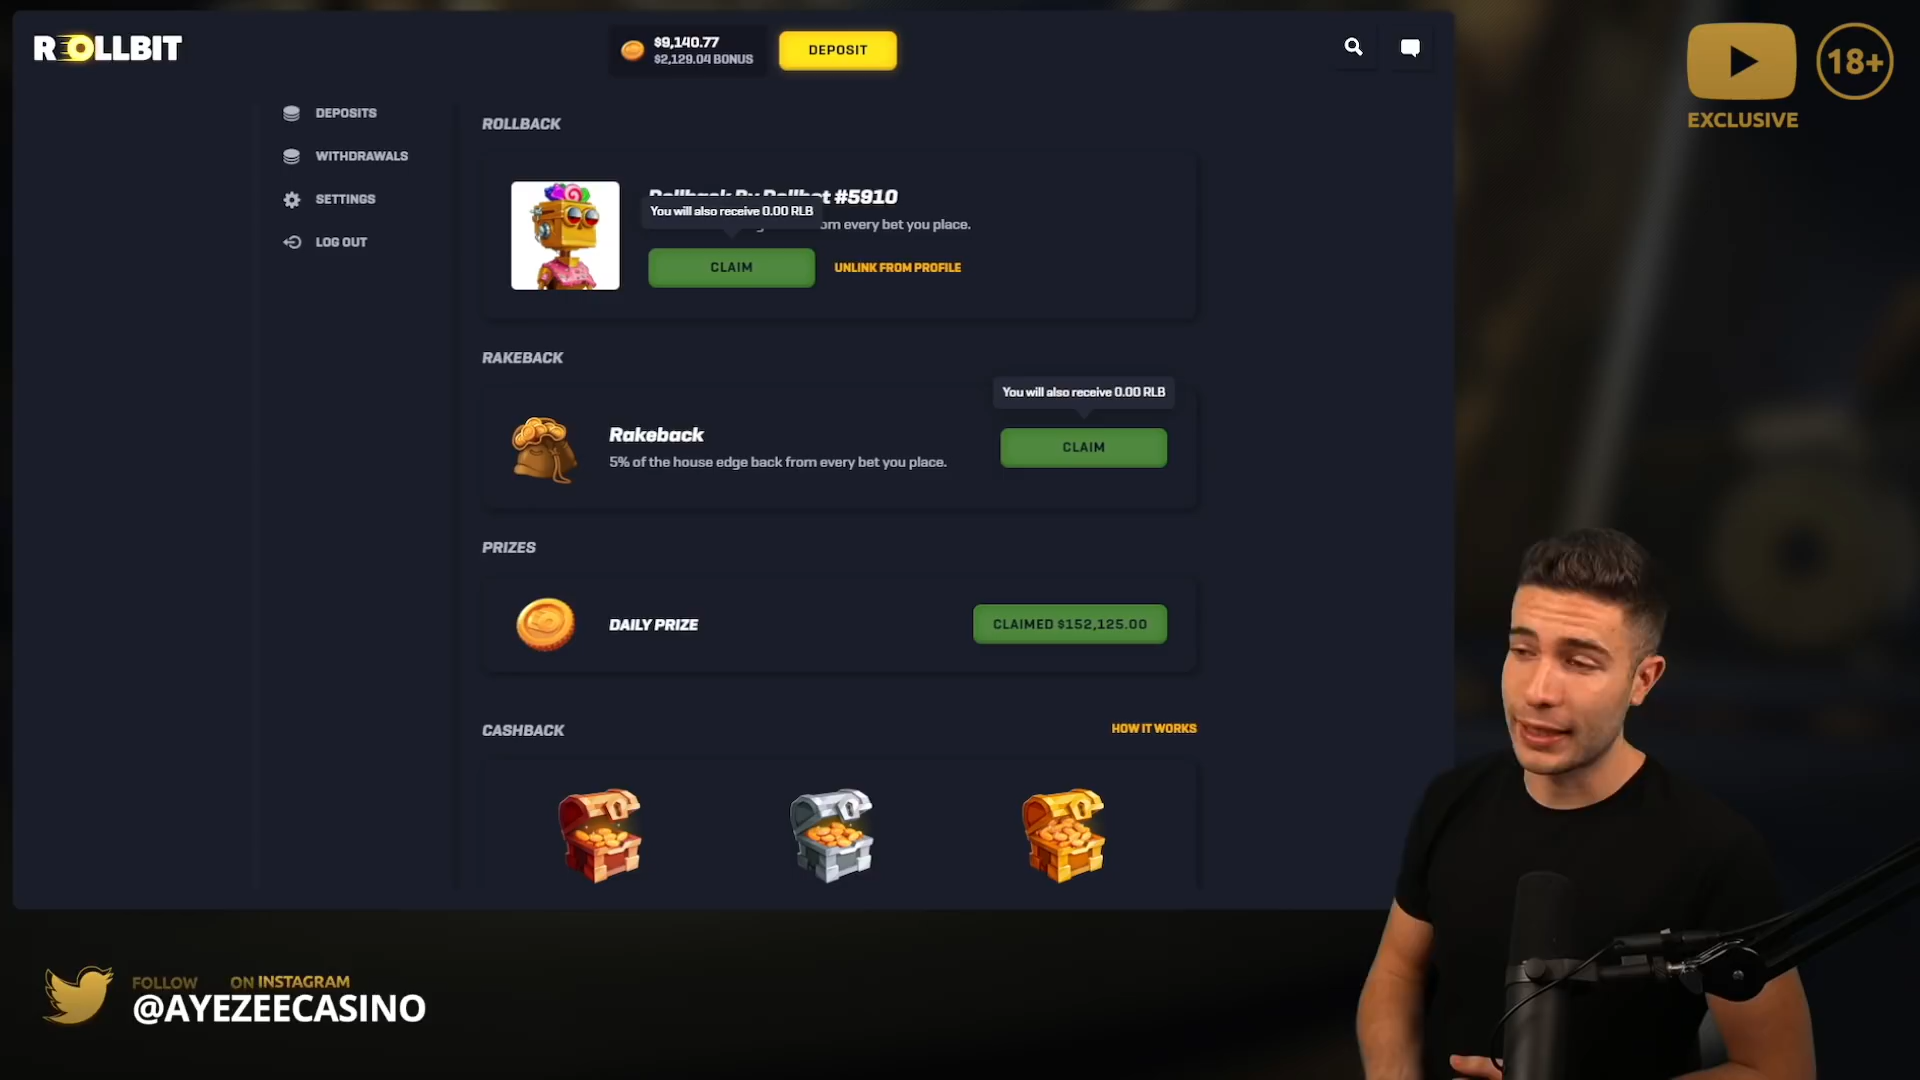 ROLLBIT
$9,140.77
$2,129.04 BONUS
DEPOSIT
18+
EXCLUSIVE
DEPOSITS
WITHDRAWALS
SETTINGS
LOG OUT
ROLLBACK
#5910
You will also receive 0.00 RLB
om every bet you place.
CLAIM
UNLINK FROM PROFILE
RAKEBACK
You will also receive 0.00 RLB
Rakeback
5% of the house edge back from every bet you place.
CLAIM
PRIZES
DAILY PRIZE
CLAIMED $152,125.00
CASHBACK
HOW IT WORKS
FOLLOW ON INSTAGRAM
@AYEZEECASINO